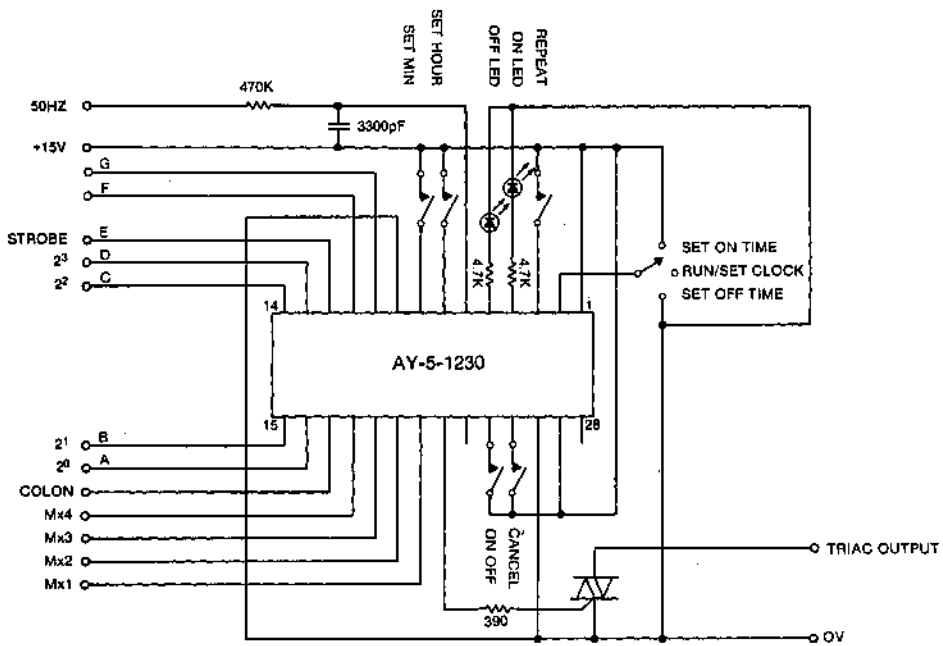 SET MIN
SET HOUR
OFF LED
ON LED
REPEAT
470K
50HZ
3300pF
+15V
G
F
STROBE E
2³ D
2² C
4.7K
4.7K
SET ON TIME
RUN/SET CLOCK
SET OFF TIME
14
1
AY-5-1230
15
28
2¹ B
2⁰ A
COLON
Mx4
Mx3
Mx2
Mx1
ON OFF
CANCEL
390
TRIAC OUTPUT
OV